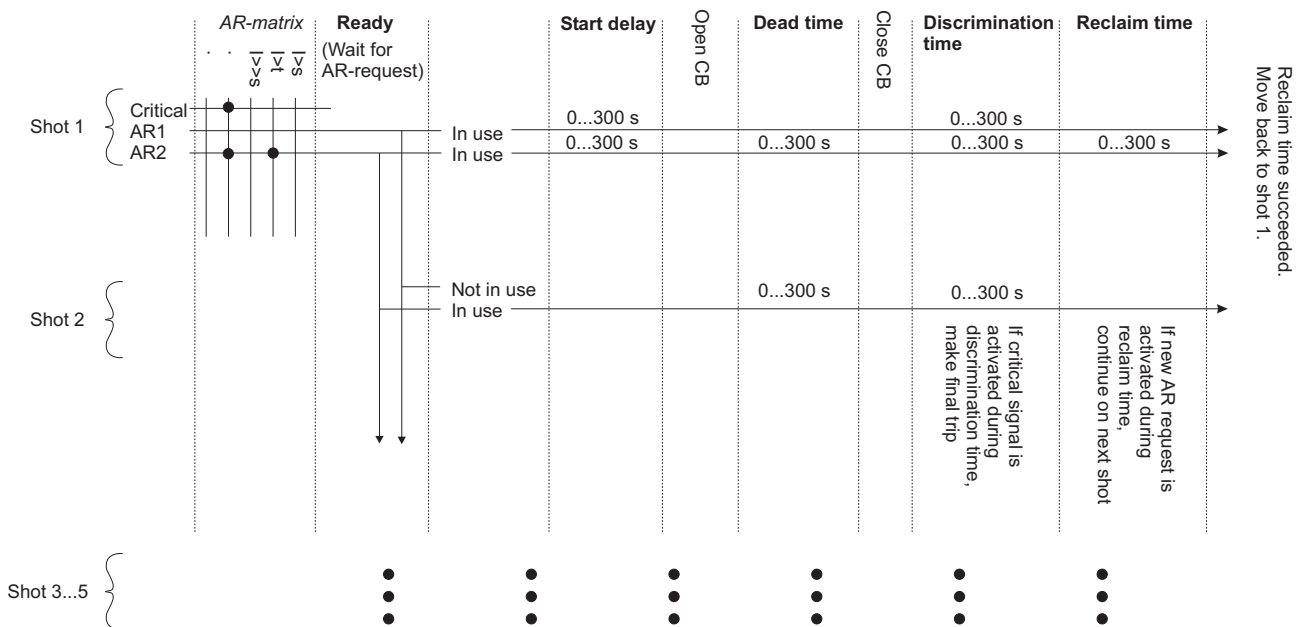 AR-matrix
Ready
Start delay
Open CB
Dead time
Close CB
Discrimination
time
Reclaim time
(Wait for
AR-request)
I>>s
I>t
I>s
Reclaim time succeeded.
Move back to shot 1.
Shot 1
Critical
AR1
AR2
In use
In use
0...300 s
0...300 s
0...300 s
0...300 s
0...300 s
0...300 s
Shot 2
Not in use
In use
0...300 s
0...300 s
If critical signal is
activated during
discrimination time,
make final trip
If new AR request is
activated during
reclaim time,
continue on next shot
Shot 3...5